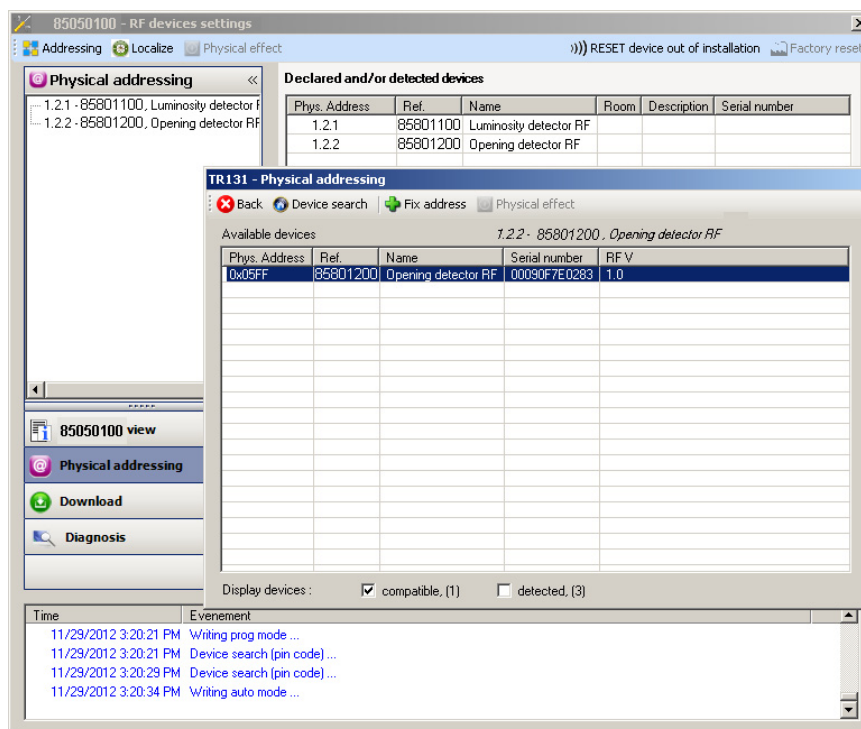 85050100 - RF devices settings
Addressing Localize Physical effect )))) RESET device out of installation Factory reset
Physical addressing «
1.2.1 - 85801100, Luminosity detector
1.2.2 - 85801200, Opening detector RF
Declared and/or detected devices
Phys. Address Ref. Name Room Description Serial number
1.2.1 85801100 Luminosity detector RF
1.2.2 85801200 Opening detector RF
TR131 - Physical addressing
Back Device search Fix address Physical effect
Available devices 1.2.2 - 85801200 , Opening detector RF
Phys. Address Ref. Name Serial number RF V
0x05FF 85801200 Opening detector RF 00090F7E0283 1.0
85050100 view
Physical addressing
Download
Diagnosis
Display devices : compatible, (1) detected, (3)
Time Evenement
11/29/2012 3:20:21 PM Writing prog mode ...
11/29/2012 3:20:21 PM Device search (pin code) ...
11/29/2012 3:20:29 PM Device search (pin code) ...
11/29/2012 3:20:34 PM Writing auto mode ...